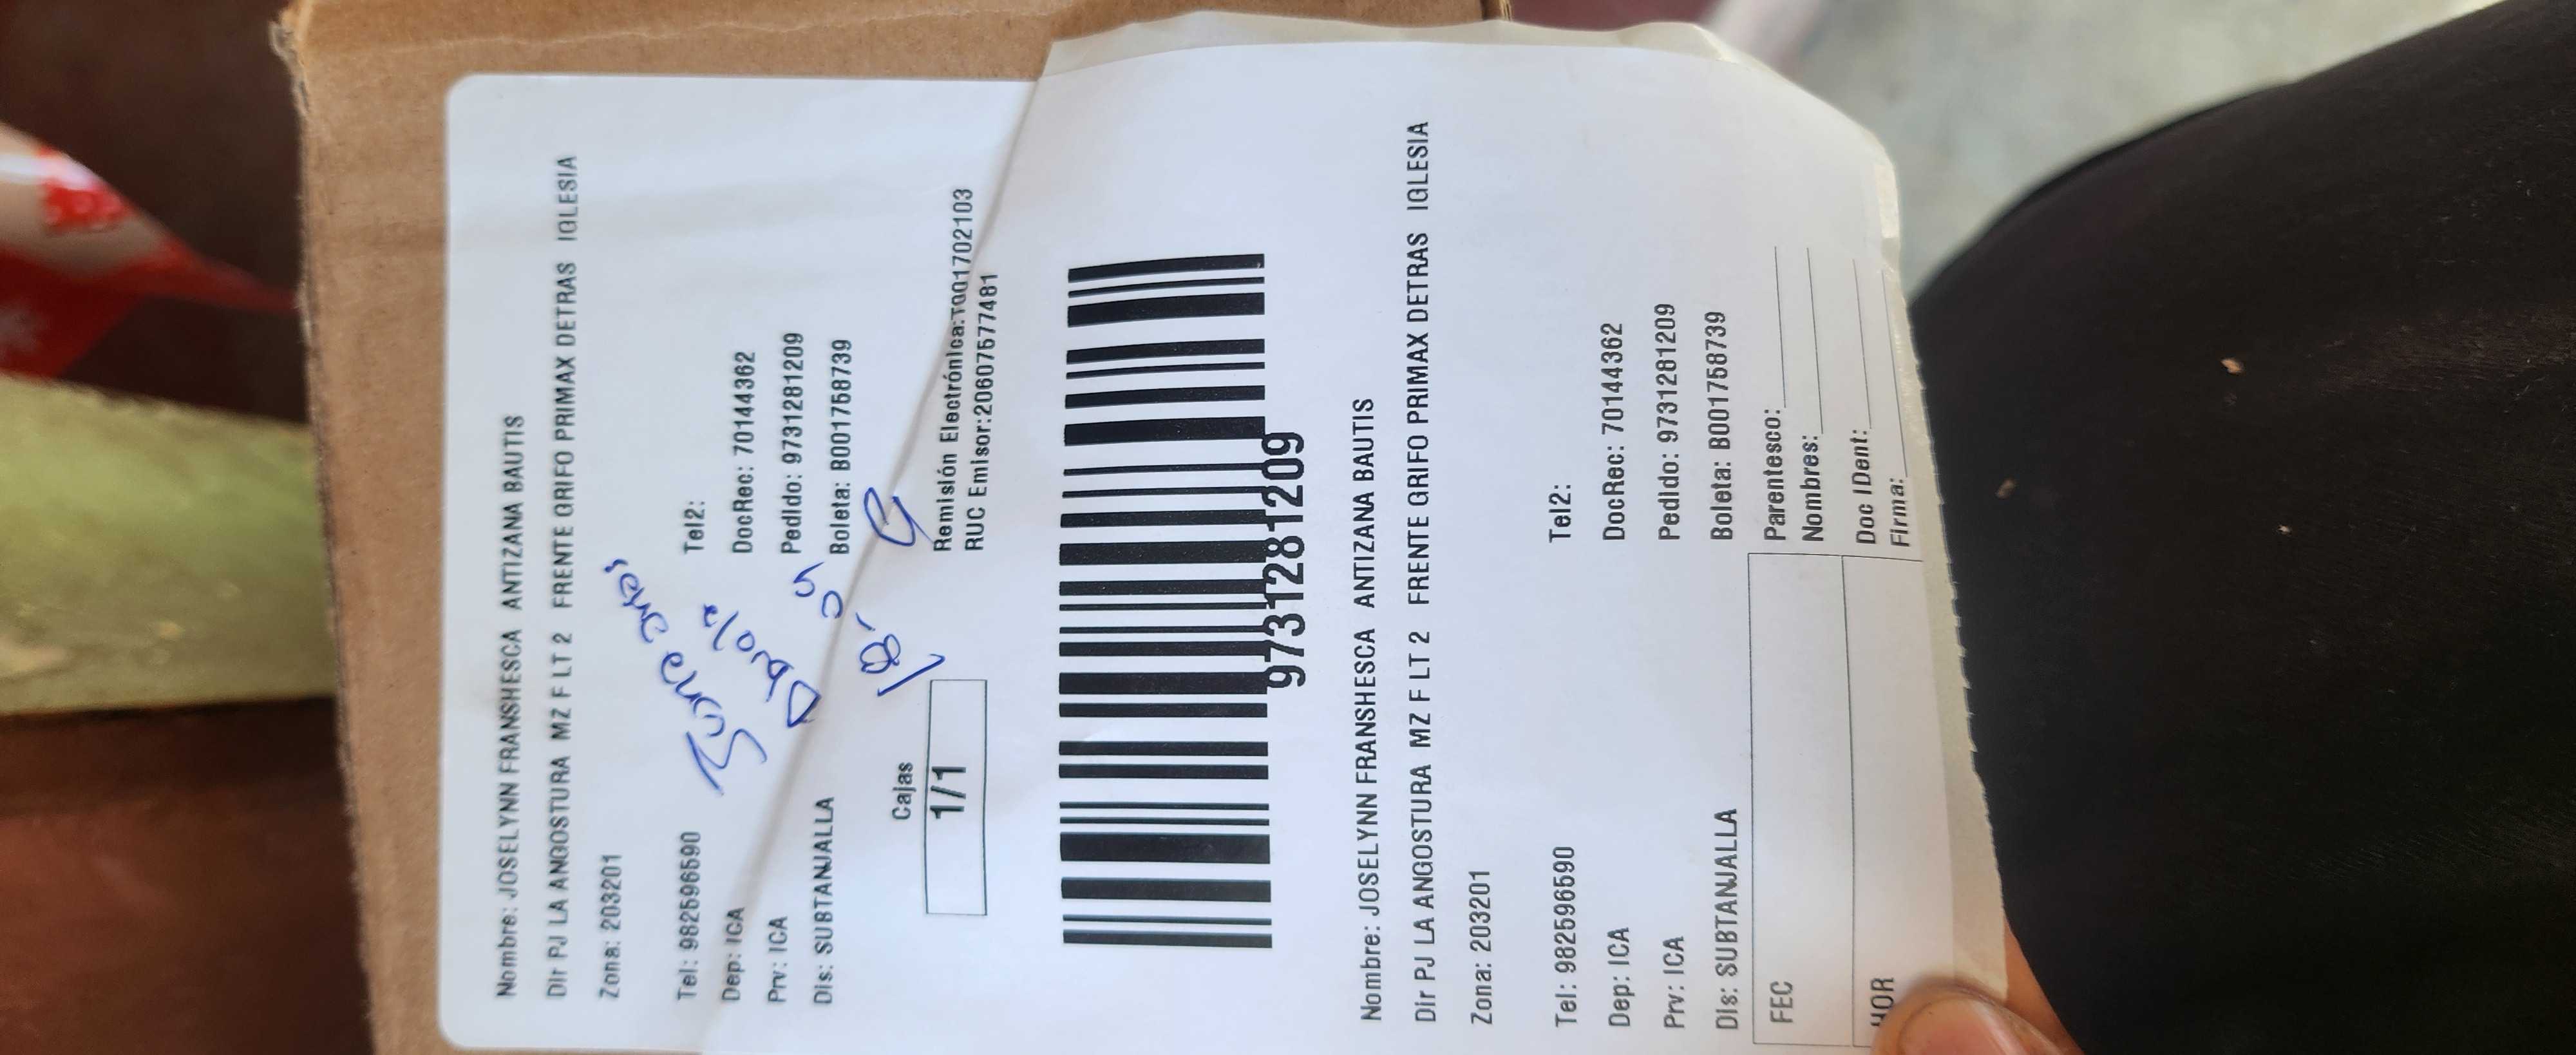 Nombre: JOSELYNN FRANSHESCA ANTIZANA BAUTIS
Dir PJ LA ANGOSTURA MZ F LT 2 FRENTE GRIFO PRIMAX DETRAS IGLESIA
Zona: 203201
Tel: 982596590 Tel2:
Dep: ICA DocRec: 70144362
Prv: ICA Pedido: 9731281209
Dis: SUBTANJALLA Boleta: B001758739
Cajas
1/1
Remisión Electrónica:T001702103
RUC Emisor:20607577481
9731281209
Nombre: JOSELYNN FRANSHESCA ANTIZANA BAUTIS
Dir PJ LA ANGOSTURA MZ F LT 2 FRENTE GRIFO PRIMAX DETRAS IGLESIA
Zona: 203201
Tel: 982596590 Tel2:
Dep: ICA DocRec: 70144362
Prv: ICA Pedido: 9731281209
Dis: SUBTANJALLA Boleta: B001758739
FEC Parentesco:
Nombres:
HOR Doc IDent:
Firma: